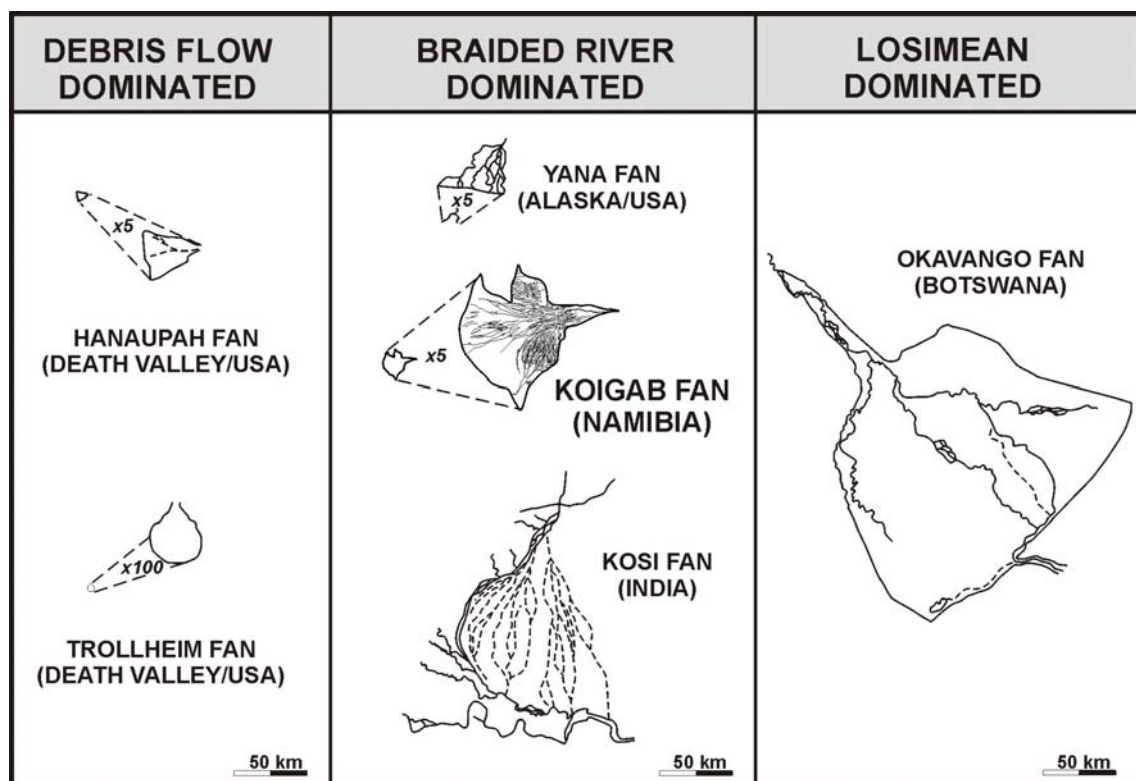 DEBRIS FLOW
DOMINATED
x5
HANAUPAH FAN
(DEATH VALLEY/USA)
x100
TROLLHEIM FAN
(DEATH VALLEY/USA)
50 km
BRAIDED RIVER
DOMINATED
x5
YANA FAN
(ALASKA/USA)
x5
KOIGAB FAN
(NAMIBIA)
KOSI FAN
(INDIA)
50 km
LOSIMEAN
DOMINATED
OKAVANGO FAN
(BOTSWANA)
50 km